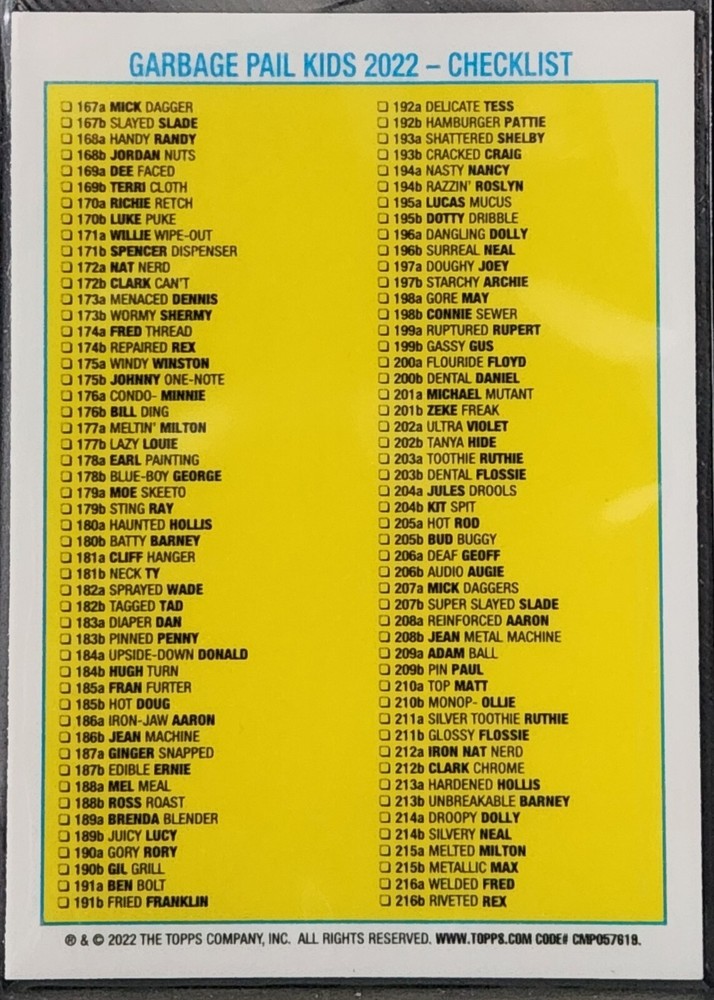 GARBAGE PAIL KIDS 2022 – CHECKLIST
167a MICK DAGGER
167b SLAYED SLADE
168a HANDY RANDY
168b JORDAN NUTS
169a DEE FACED
169b TERRI CLOTH
170a RICHIE RETCH
170b LUKE PUKE
171a WILLIE WIPE-OUT
171b SPENCER DISPENSER
172a NAT NERD
172b CLARK CAN'T
173a MENACED DENNIS
173b WORMY SHERMY
174a FRED THREAD
174b REPAIRED REX
175a WINDY WINSTON
175b JOHNNY ONE-NOTE
176a CONDO- MINNIE
176b BILL DING
177a MELTIN' MILTON
177b LAZY LOUIE
178a EARL PAINTING
178b BLUE-BOY GEORGE
179a MOE SKEETO
179b STING RAY
180a HAUNTED HOLLIS
180b BATTY BARNEY
181a CLIFF HANGER
181b NECK TY
182a SPRAYED WADE
182b TAGGED TAD
183a DIAPER DAN
183b PINNED PENNY
184a UPSIDE-DOWN DONALD
184b HUGH TURN
185a FRAN FURTER
185b HOT DOUG
186a IRON-JAW AARON
186b JEAN MACHINE
187a GINGER SNAPPED
187b EDIBLE ERNIE
188a MEL MEAL
188b ROSS ROAST
189a BRENDA BLENDER
189b JUICY LUCY
190a GORY RORY
190b GIL GRILL
191a BEN BOLT
191b FRIED FRANKLIN
192a DELICATE TESS
192b HAMBURGER PATTIE
193a SHATTERED SHELBY
193b CRACKED CRAIG
194a NASTY NANCY
194b RAZZIN' ROSLYN
195a LUCAS MUCUS
195b DOTTY DRIBBLE
196a DANGLING DOLLY
196b SURREAL NEAL
197a DOUGHY JOEY
197b STARCHY ARCHIE
198a GORE MAY
198b CONNIE SEWER
199a RUPTURED RUPERT
199b GASSY GUS
200a FLOURIDE FLOYD
200b DENTAL DANIEL
201a MICHAEL MUTANT
201b ZEKE FREAK
202a ULTRA VIOLET
202b TANYA HIDE
203a TOOTHIE RUTHIE
203b DENTAL FLOSSIE
204a JULES DROOLS
204b KIT SPIT
205a HOT ROD
205b BUD BUGGY
206a DEAF GEOFF
206b AUDIO AUGIE
207a MICK DAGGERS
207b SUPER SLAYED SLADE
208a REINFORCED AARON
208b JEAN METAL MACHINE
209a ADAM BALL
209b PIN PAUL
210a TOP MATT
210b MONOP- OLLIE
211a SILVER TOOTHIE RUTHIE
211b GLOSSY FLOSSIE
212a IRON NAT NERD
212b CLARK CHROME
213a HARDENED HOLLIS
213b UNBREAKABLE BARNEY
214a DROOPY DOLLY
214b SILVERY NEAL
215a MELTED MILTON
215b METALLIC MAX
216a WELDED FRED
216b RIVETED REX
® & © 2022 THE TOPPS COMPANY, INC. ALL RIGHTS RESERVED. WWW.TOPPS.COM CODE# CMP057619.